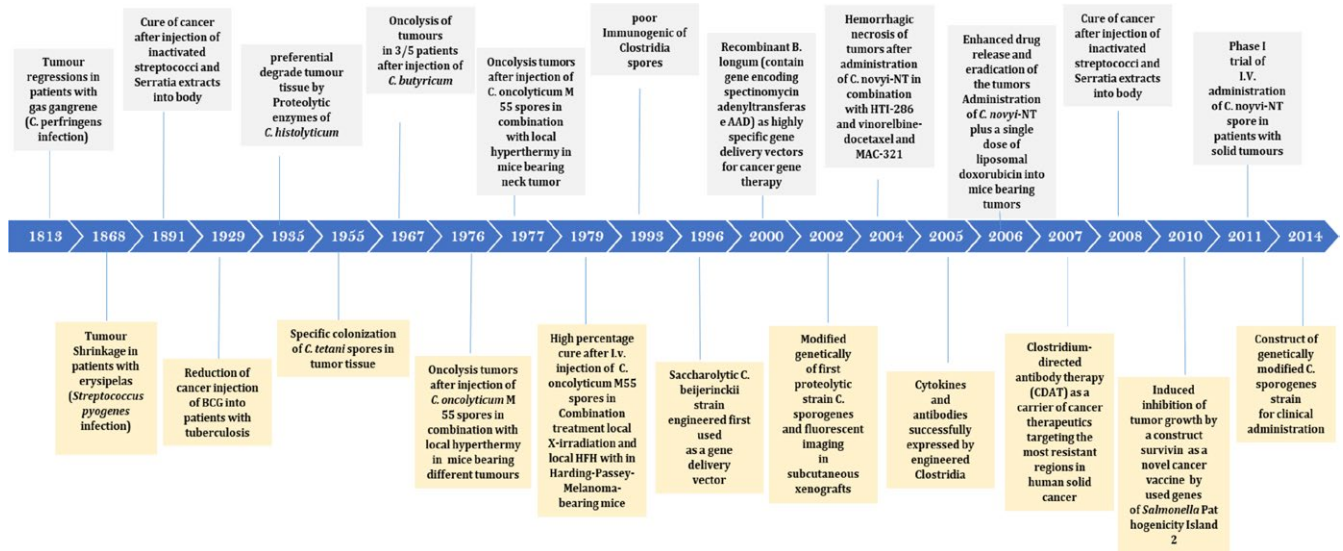 Tumour
regressions in
patients with
gas gangrene
(C. perfringens
infection)
Cure of cancer
after injection of
inactivated
streptococci and
Serratia extracts
into body
preferential
degrade tumour
tissue by
Proteolytic
enzymes of
C. histolyticum
Oncolysis of
tumours
in 3/5 patients
after injection of
C. butyricum
Oncolysis tumors
after injection of
C. oncolyticum M
55 spores in
combination
with local
hyperthermy in
mice bearing
neck tumor
poor
Immunogenic of
Clostridia
spores
Recombinant B.
longum (contain
gene encoding
spectinomycin
adenyltransferas
e AAD) as highly
specific gene
delivery vectors
for cancer gene
therapy
Hemorrhagic
necrosis of
tumors after
administration
of C. novyi-NT in
combination
with HTI-286
and vinorelbine-
docetaxel and
MAC-321
Enhanced drug
release and
eradication of
the tumors
Administration
of C. novyi-NT
plus a single
dose of
liposomal
doxorubicin into
mice bearing
tumors
Cure of cancer
after injection of
inactivated
streptococci and
Serratia extracts
into body
Phase I
trial of
I.V.
administration
of C. noyvi-NT
spore in
patients with
solid tumours
1813 1868 1891 1929 1935 1955 1967 1976 1977 1979 1993 1996 2000 2002 2004 2005 2006 2007 2008 2010 2011 2014
Tumour
Shrinkage in
patients with
erysipelas
(Streptococcus
pyogenes
infection)
Reduction of
cancer injection
of BCG into
patients with
tuberculosis
Specific colonization
of C. tetani spores in
tumor tissue
Oncolysis tumors
after injection of
C. oncolyticum M
55 spores in
combination with
local hyperthermy
in mice bearing
different tumours
High percentage
cure after I.v.
injection of C.
oncolyticum M55
spores in
Combination
treatment local
X-irradiation and
local HFH with in
Harding-Passey-
Melanoma-
bearing mice
Saccharolytic C.
beijerinckii
strain
engineered first
used
as a gene
delivery
vector
Modified
genetically
of first
proteolytic
strain C.
sporogenes
and fluorescent
imaging
in
subcutaneous
xenografts
Cytokines
and
antibodies
successfully
expressed by
engineered
Clostridia
Clostridium-
directed
antibody therapy
(CDAT) as a
carrier of cancer
therapeutics
targeting the
most resistant
regions in
human solid
cancer
Induced
inhibition of
tumor growth by
a construct
survivin as a
novel cancer
vaccine by
used genes
of Salmonella Pat
hogenicity Island
2
Construct of
genetically
modified C.
sporogenes
strain
for clinical
administration